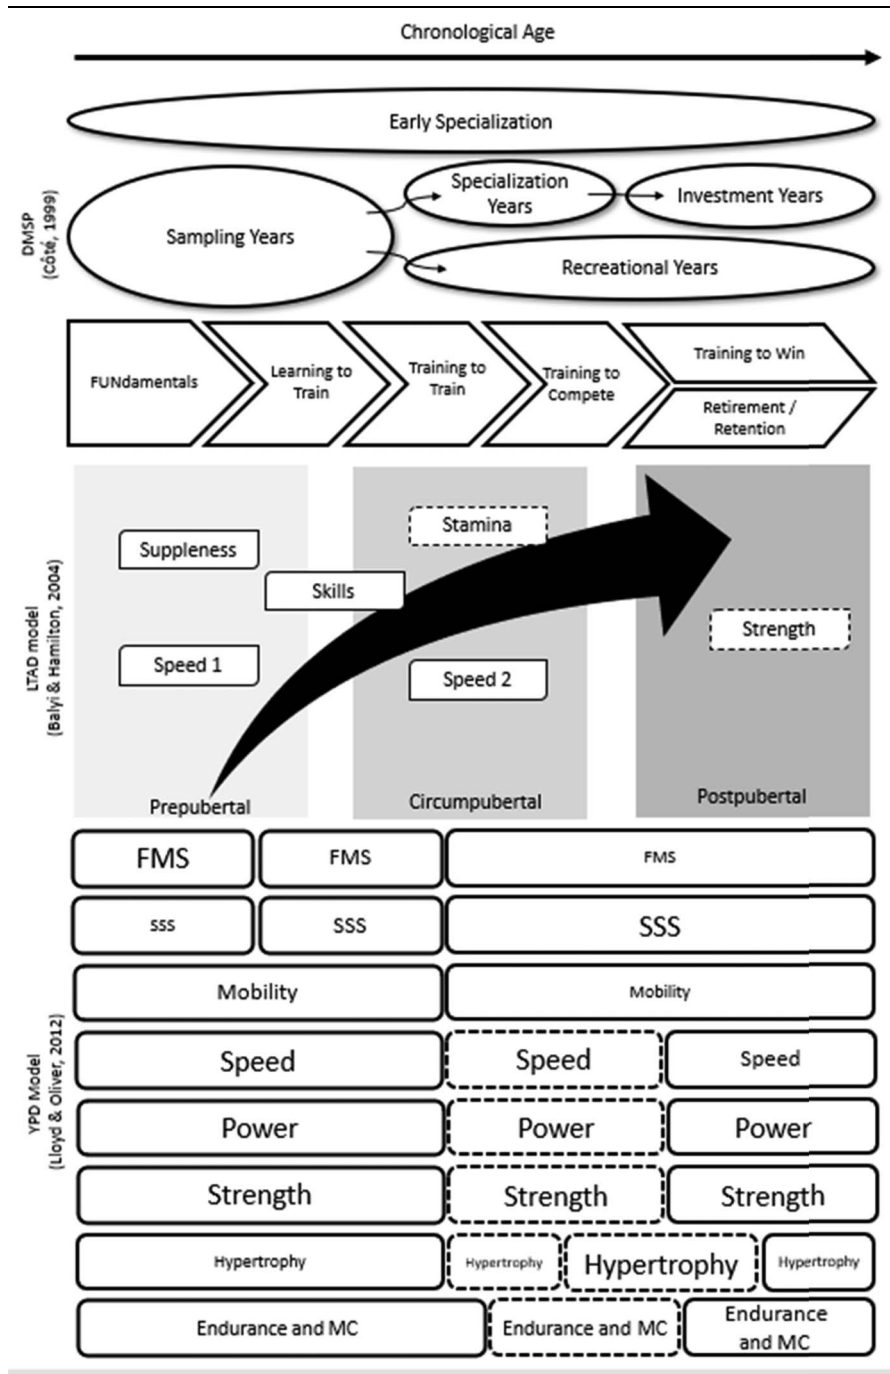 Chronological Age
Early Specialization
DMSP
(Côté, 1999)
Sampling Years
Specialization
Years
Investment Years
Recreational Years
FUNdamentals
Learning to
Train
Training to
Train
Training to
Compete
Training to Win
Retirement /
Retention
LTAD model
(Balyi & Hamilton, 2004)
Suppleness
Stamina
Skills
Strength
Speed 1
Speed 2
Prepubertal
Circumpubertal
Postpubertal
YPD Model
(Lloyd & Oliver, 2012)
FMS
FMS
FMS
sss
SSS
SSS
Mobility
Mobility
Speed
Speed
Speed
Power
Power
Power
Strength
Strength
Strength
Hypertrophy
Hypertrophy
Hypertrophy
Hypertrophy
Endurance and MC
Endurance and MC
Endurance
and MC